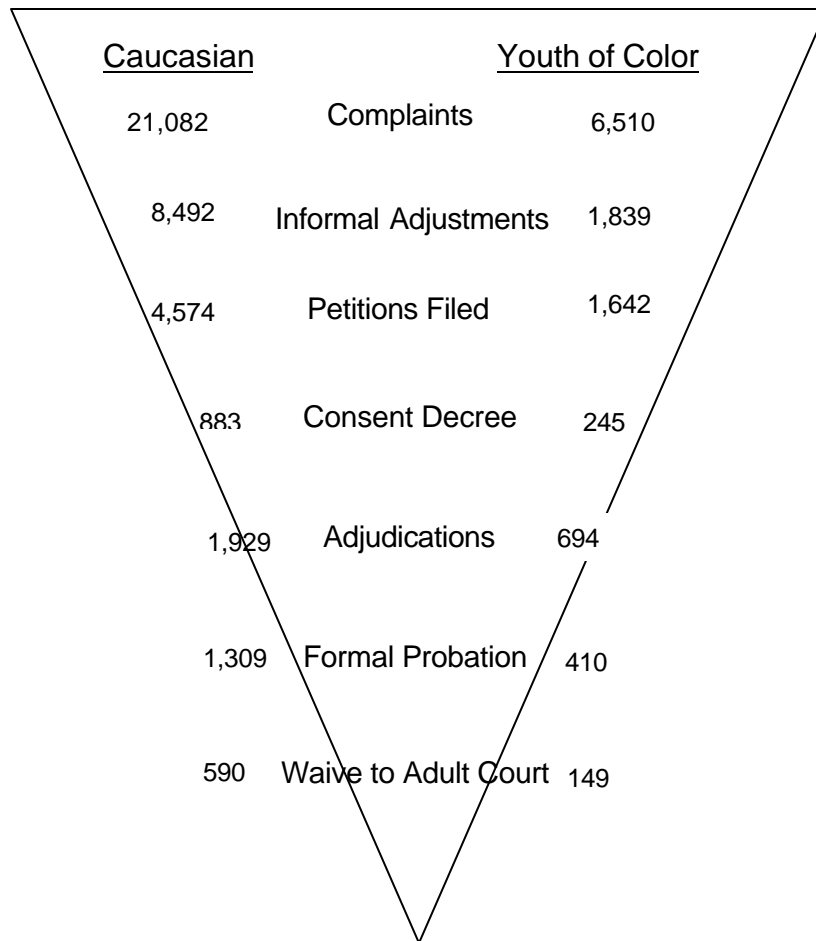 Caucasian Youth of Color
21,082 Complaints 6,510
8,492 Informal Adjustments 1,839
4,574 Petitions Filed 1,642
883 Consent Decree 245
1,929 Adjudications 694
1,309 Formal Probation 410
590 Waive to Adult Court 149